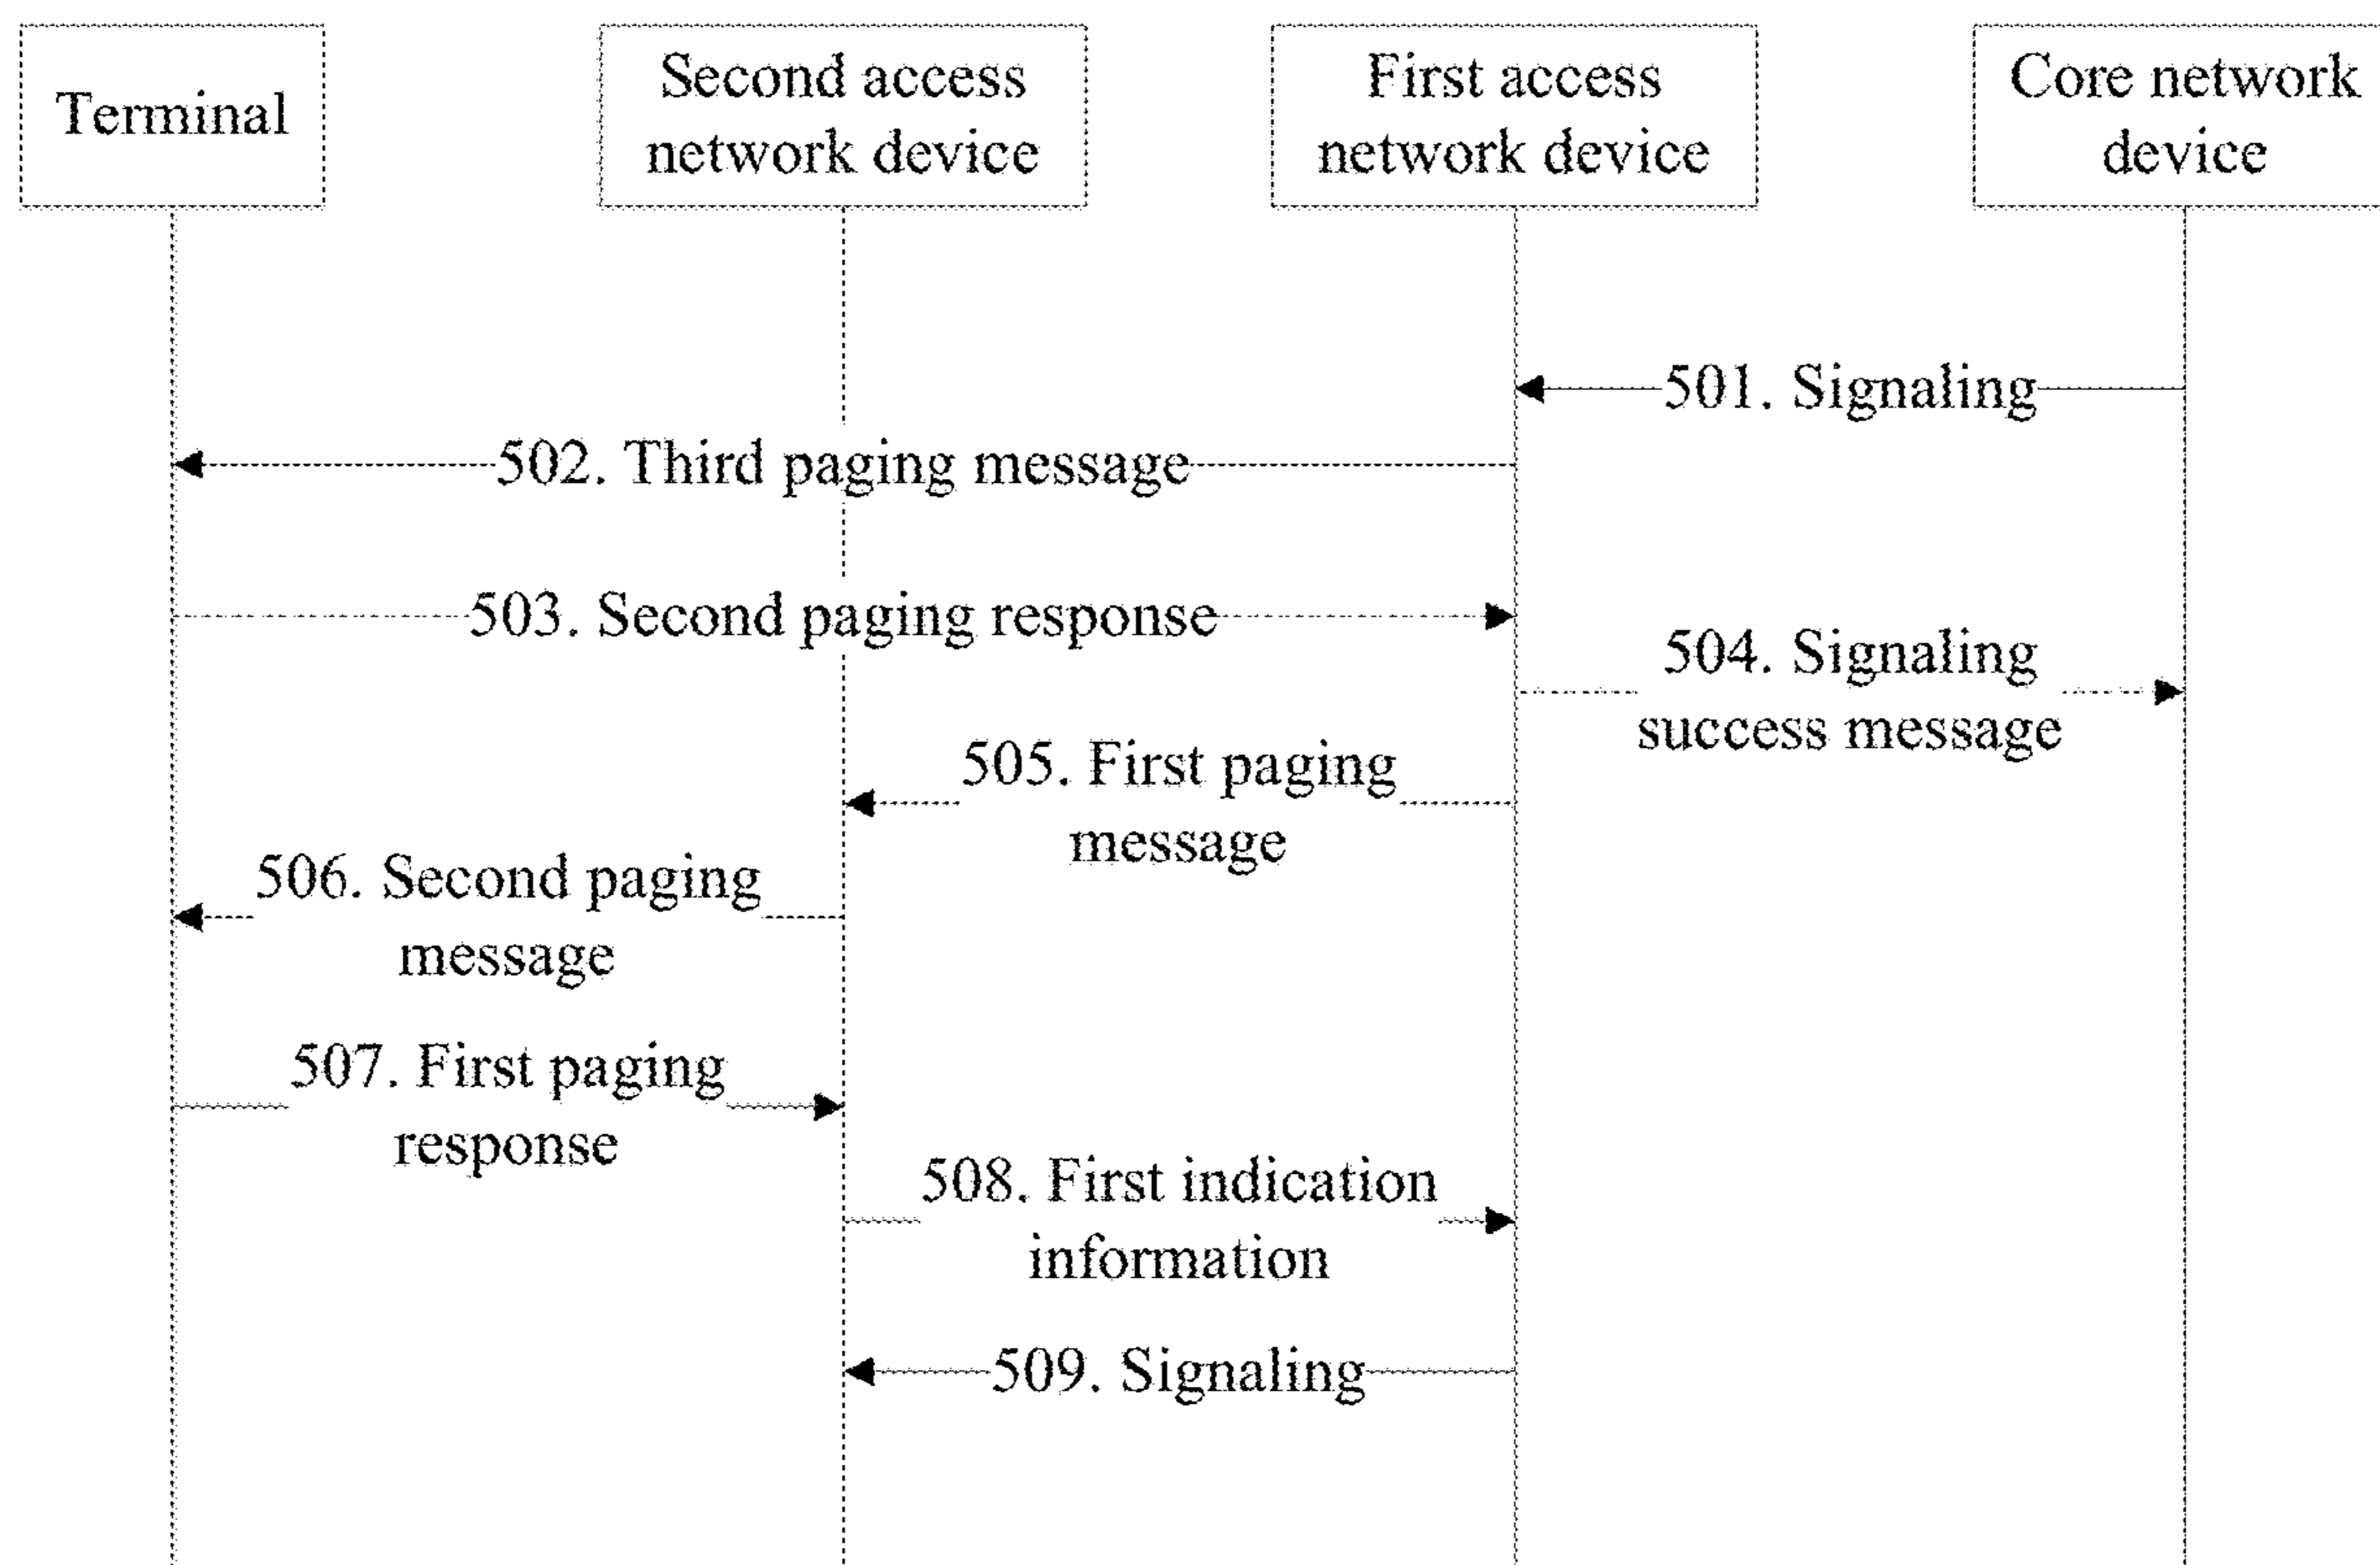 Terminal
Second access
network device
First access
network device
Core network
device
501. Signaling
502. Third paging message
503. Second paging response
504. Signaling
success message
505. First paging
message
506. Second paging
message
507. First paging
response
508. First indication
information
509. Signaling